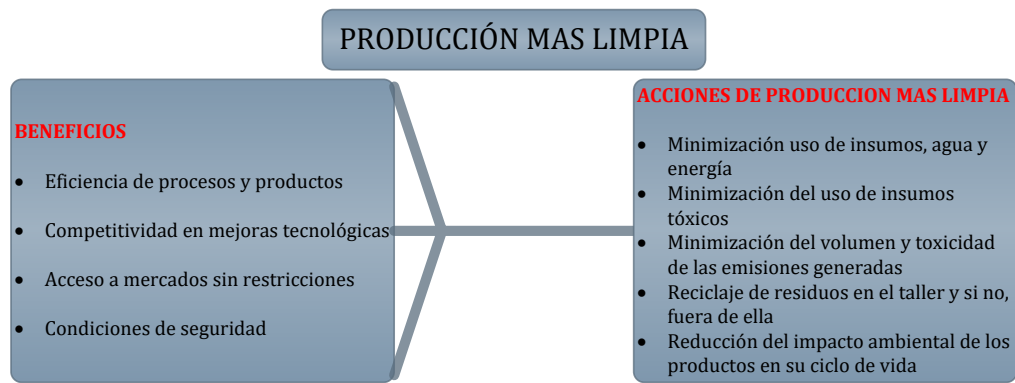 PRODUCCIÓN MAS LIMPIA
BENEFICIOS
• Eficiencia de procesos y productos
• Competitividad en mejoras tecnológicas
• Acceso a mercados sin restricciones
• Condiciones de seguridad
ACCIONES DE PRODUCCION MAS LIMPIA
• Minimización uso de insumos, agua y
energía
• Minimización del uso de insumos
tóxicos
• Minimización del volumen y toxicidad
de las emisiones generadas
• Reciclaje de residuos en el taller y si no,
fuera de ella
• Reducción del impacto ambiental de los
productos en su ciclo de vida